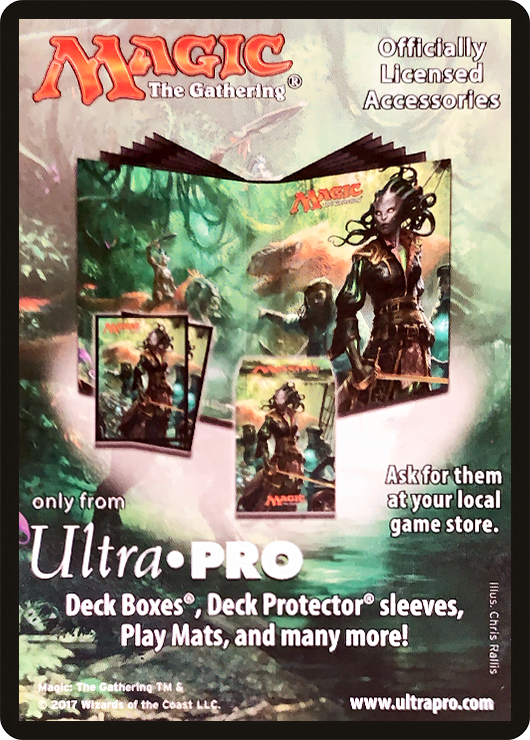 MAGIC
The Gathering®
Officially
Licensed
Accessories
MAGIC
MAGIC
Ask for them
at your local
game store.
only from
Ultra•PRO
Deck Boxes®, Deck Protector® sleeves,
Play Mats, and many more!
Illus. Chris Rallis
Magic: The Gathering TM &
© 2017 Wizards of the Coast LLC.
www.ultrapro.com